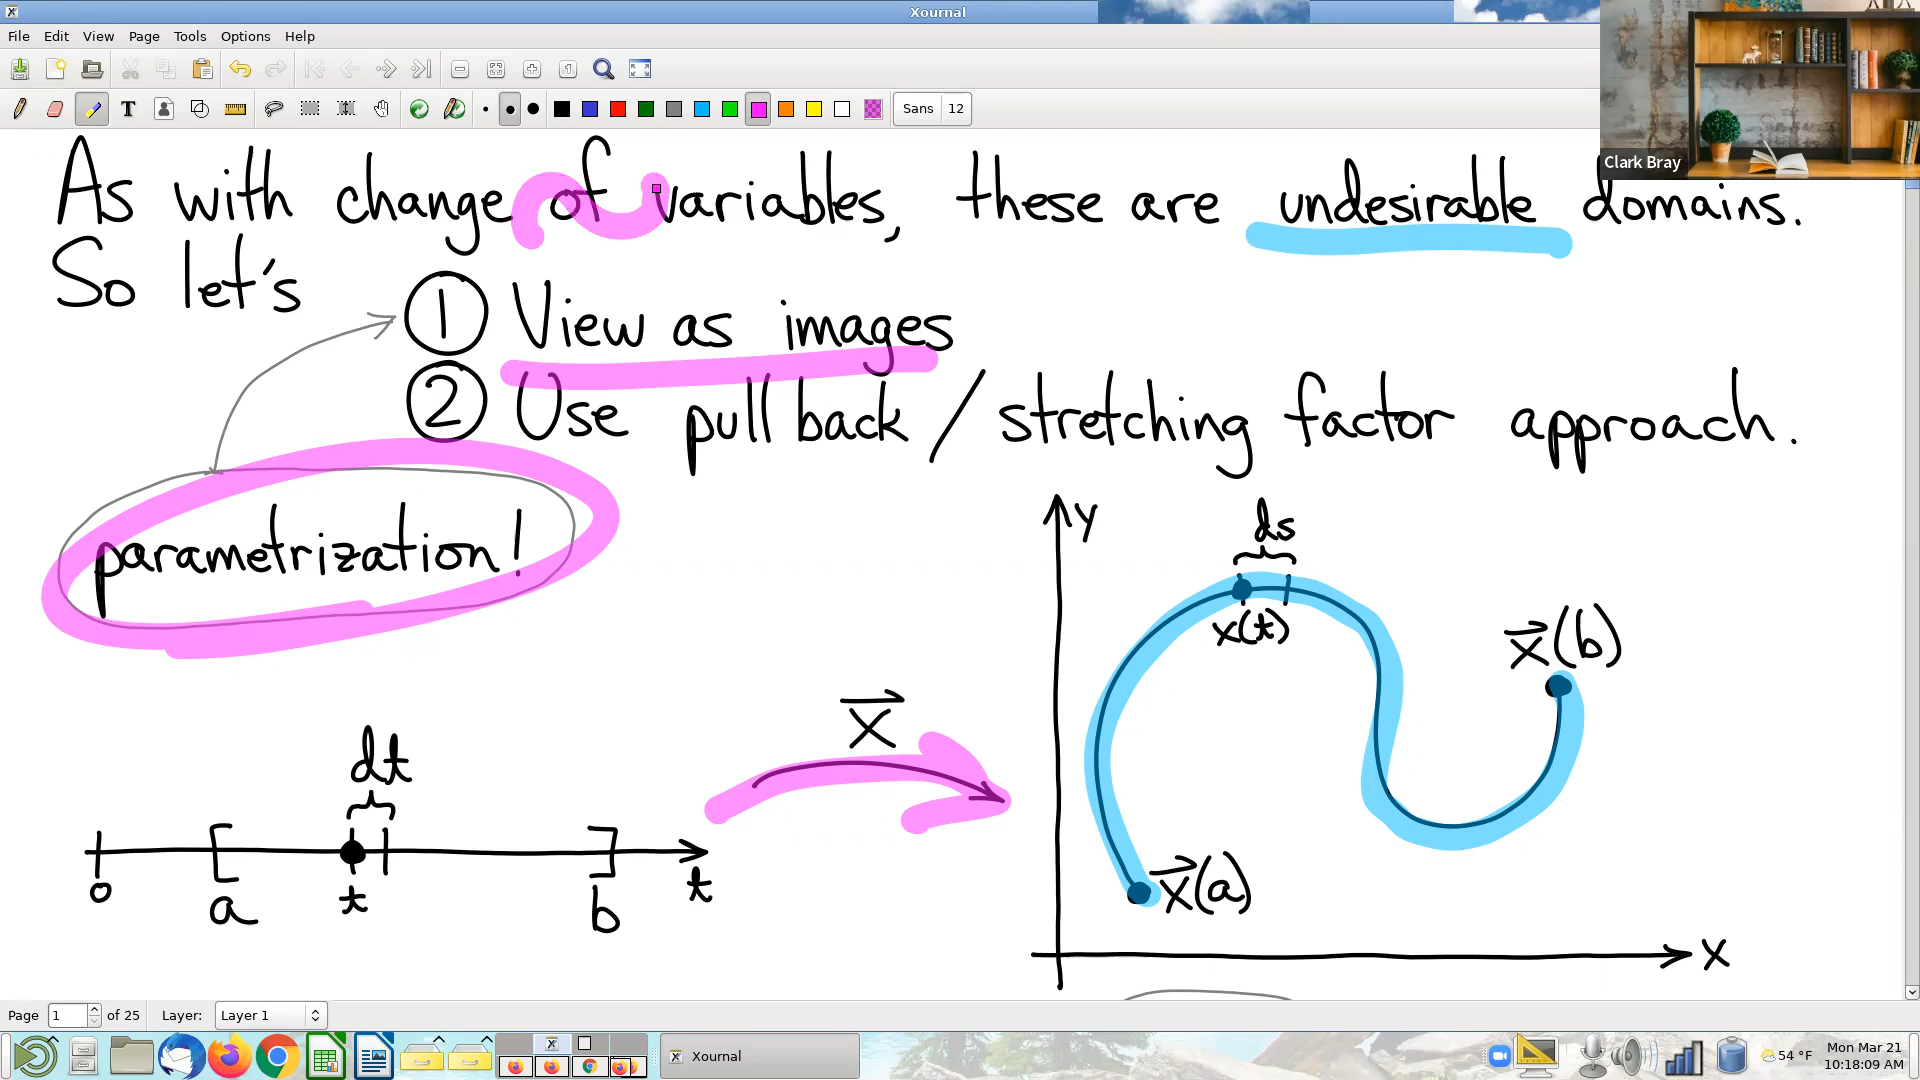 Xournal
File Edit View Page Tools Options Help
Sans 12
Clark Bray
As with change of variables, these are undesirable domains.
So let's
① View as images
② Use pull back / stretching factor approach.
parametrization!
y
ds
x(t)
x⃗(b)
x⃗
dt
x⃗(a)
0 a t b t
x
Page 1 of 25 Layer: Layer 1
Xournal
54 °F
Mon Mar 21
10:18:09 AM